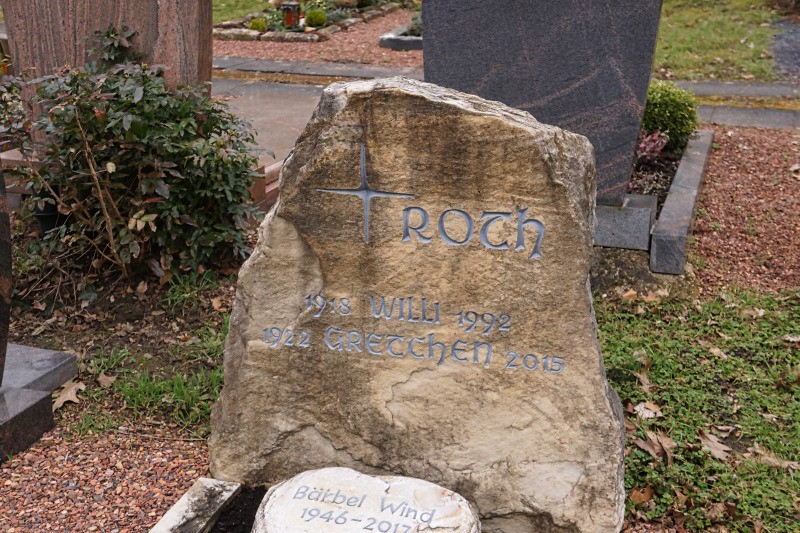 ROTH
1918 WILLI 1992
1922 GRETCHEN 2015
Bärbel Wind
1946-2017